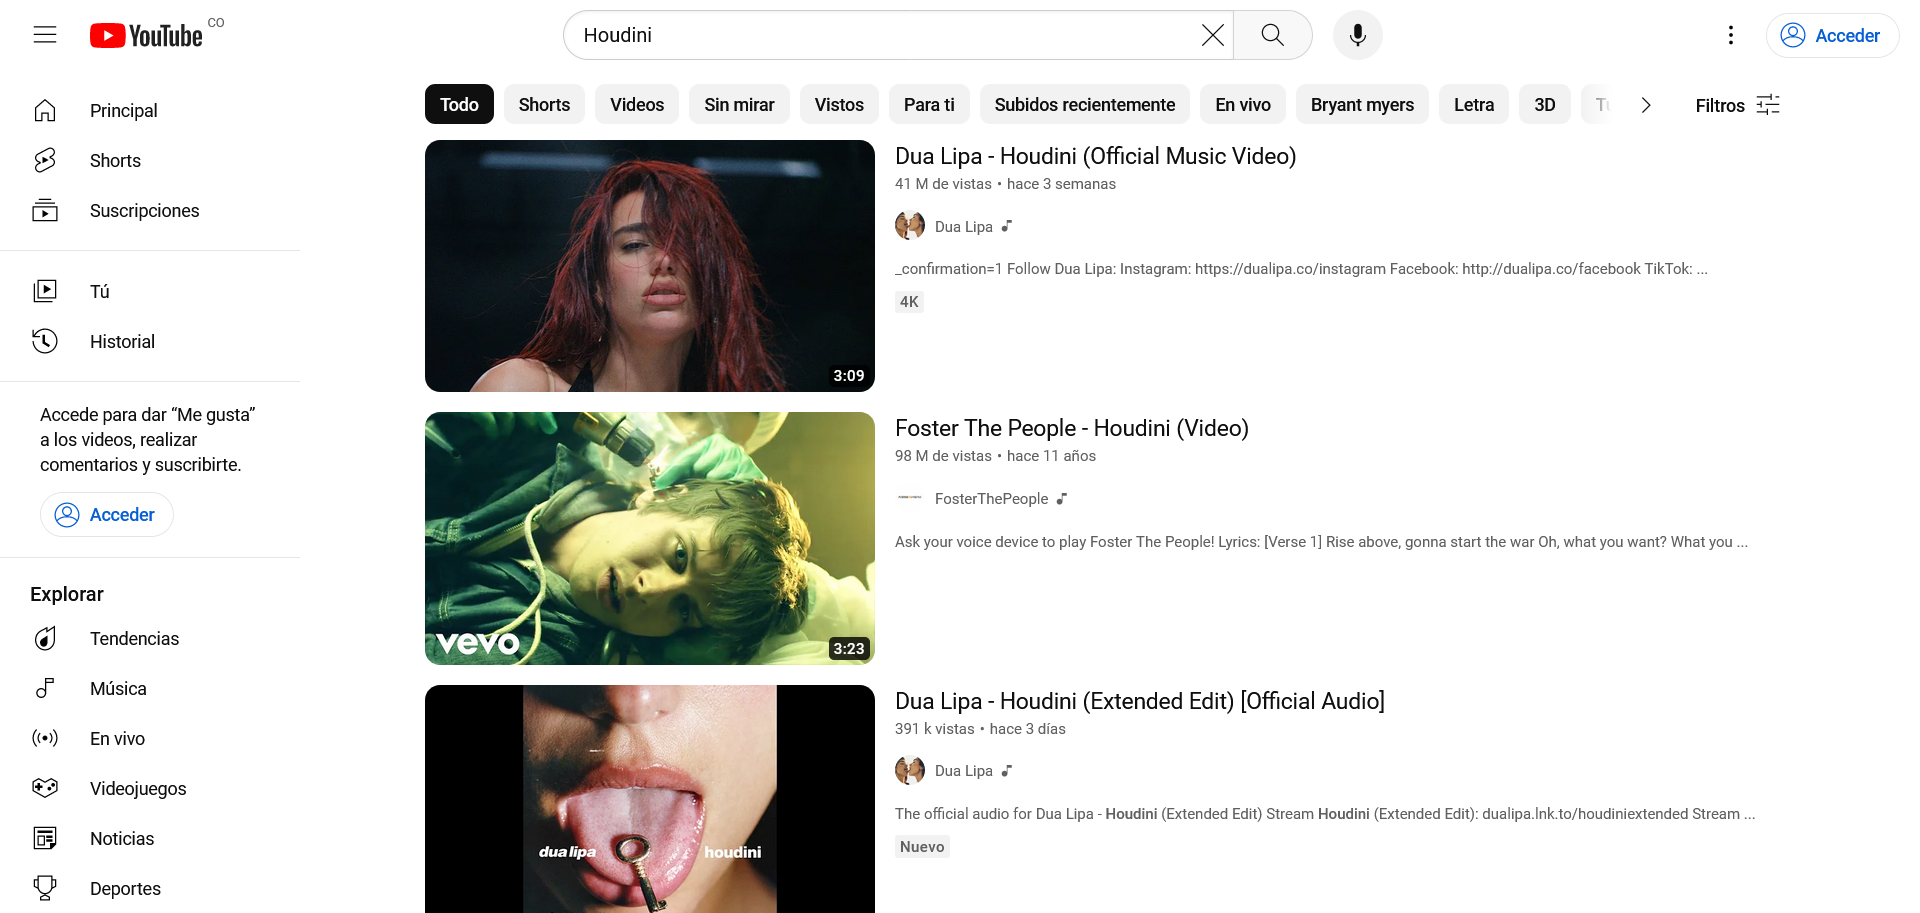 YouTube CO
Houdini
Acceder
Principal
Shorts
Suscripciones
Tú
Historial
Accede para dar “Me gusta”
a los videos, realizar
comentarios y suscribirte.
Acceder
Explorar
Tendencias
Música
En vivo
Videojuegos
Noticias
Deportes
Todo Shorts Videos Sin mirar Vistos Para ti Subidos recientemente En vivo Bryant myers Letra 3D Filtros
3:09
Dua Lipa - Houdini (Official Music Video)
41 M de vistas • hace 3 semanas
Dua Lipa
_confirmation=1 Follow Dua Lipa: Instagram: https://dualipa.co/instagram Facebook: http://dualipa.co/facebook TikTok: ...
4K
vevo
3:23
Foster The People - Houdini (Video)
98 M de vistas • hace 11 años
FosterThePeople
Ask your voice device to play Foster The People! Lyrics: [Verse 1] Rise above, gonna start the war Oh, what you want? What you ...
dua lipa houdini
Dua Lipa - Houdini (Extended Edit) [Official Audio]
391 k vistas • hace 3 días
Dua Lipa
The official audio for Dua Lipa - Houdini (Extended Edit) Stream Houdini (Extended Edit): dualipa.lnk.to/houdiniextended Stream ...
Nuevo